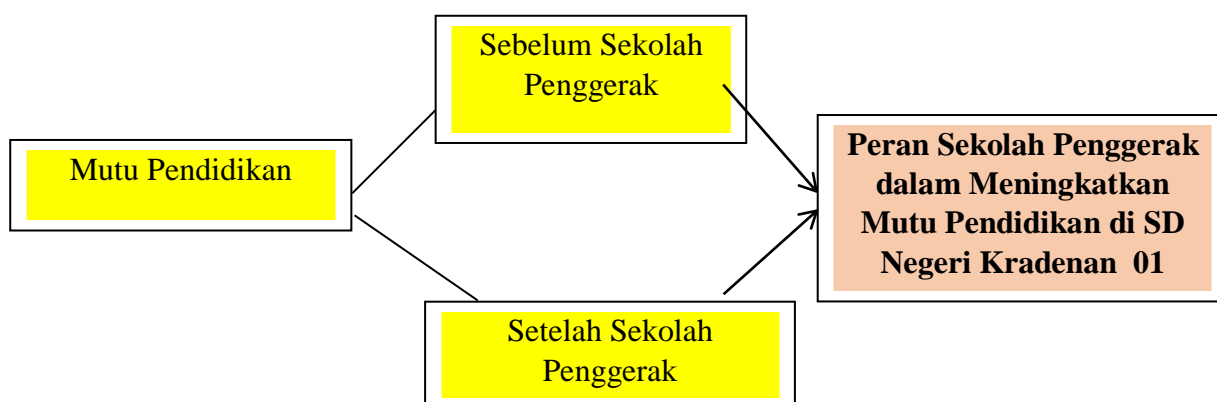 Sebelum Sekolah
Penggerak
Mutu Pendidikan
Peran Sekolah Penggerak
dalam Meningkatkan
Mutu Pendidikan di SD
Negeri Kradenan 01
Setelah Sekolah
Penggerak